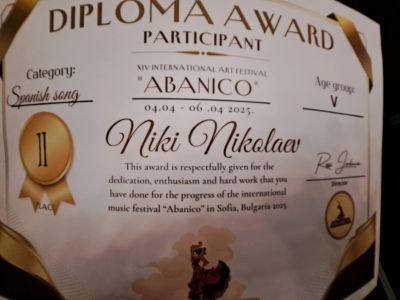 DIPLOMA AWARD
PARTICIPANT
XIV INTERNATIONAL ART FESTIVAL
"ABANICO"
04.04 - 06 .04 2025.
Category:
Spanish song
Age group:
V
II
PLACE
Niki Nikolaev
This award is respectfully given for the
dedication, enthusiasm and hard work that you
have done for the progress of the international
music festival "Abanico" in Sofia, Bulgaria 2025.
Director